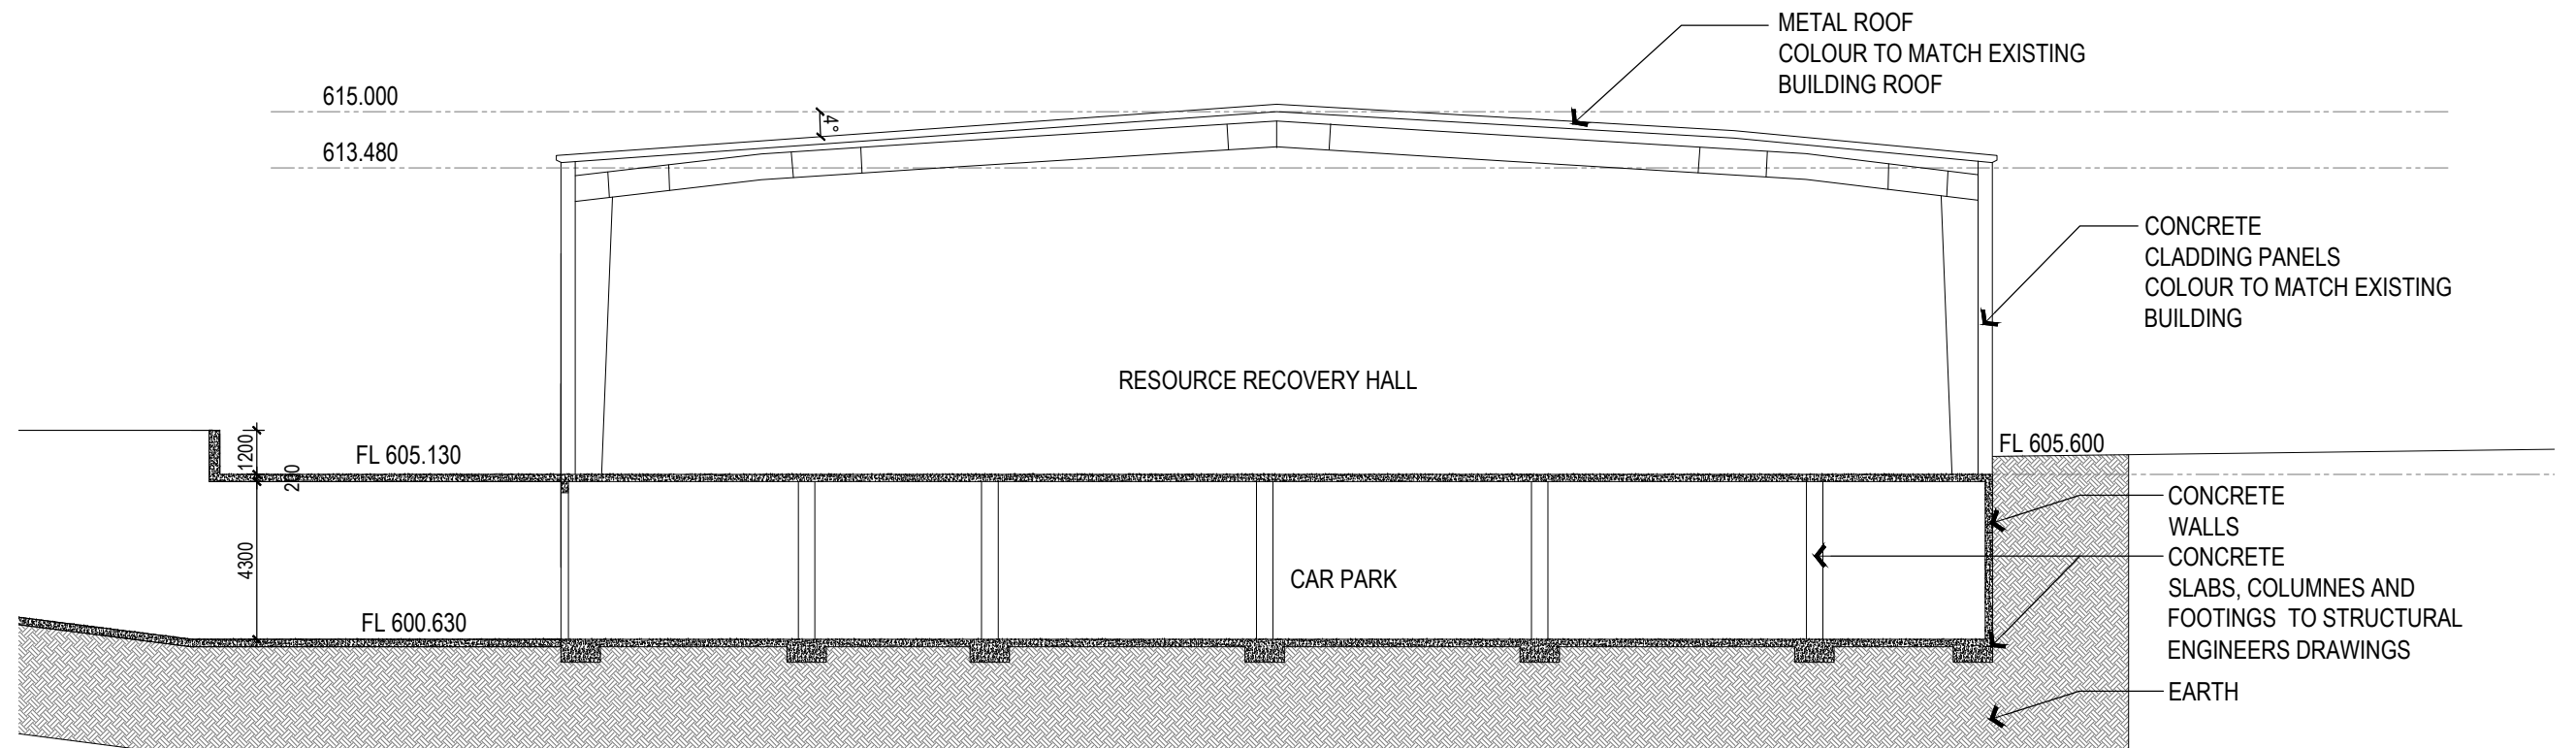 METAL ROOF
COLOUR TO MATCH EXISTING
BUILDING ROOF
615.000
4°
613.480
CONCRETE
CLADDING PANELS
COLOUR TO MATCH EXISTING
BUILDING
RESOURCE RECOVERY HALL
1200
FL 605.130
FL 605.600
200
CONCRETE
WALLS
4300
CAR PARK
CONCRETE
SLABS, COLUMNES AND
FOOTINGS TO STRUCTURAL
ENGINEERS DRAWINGS
FL 600.630
EARTH